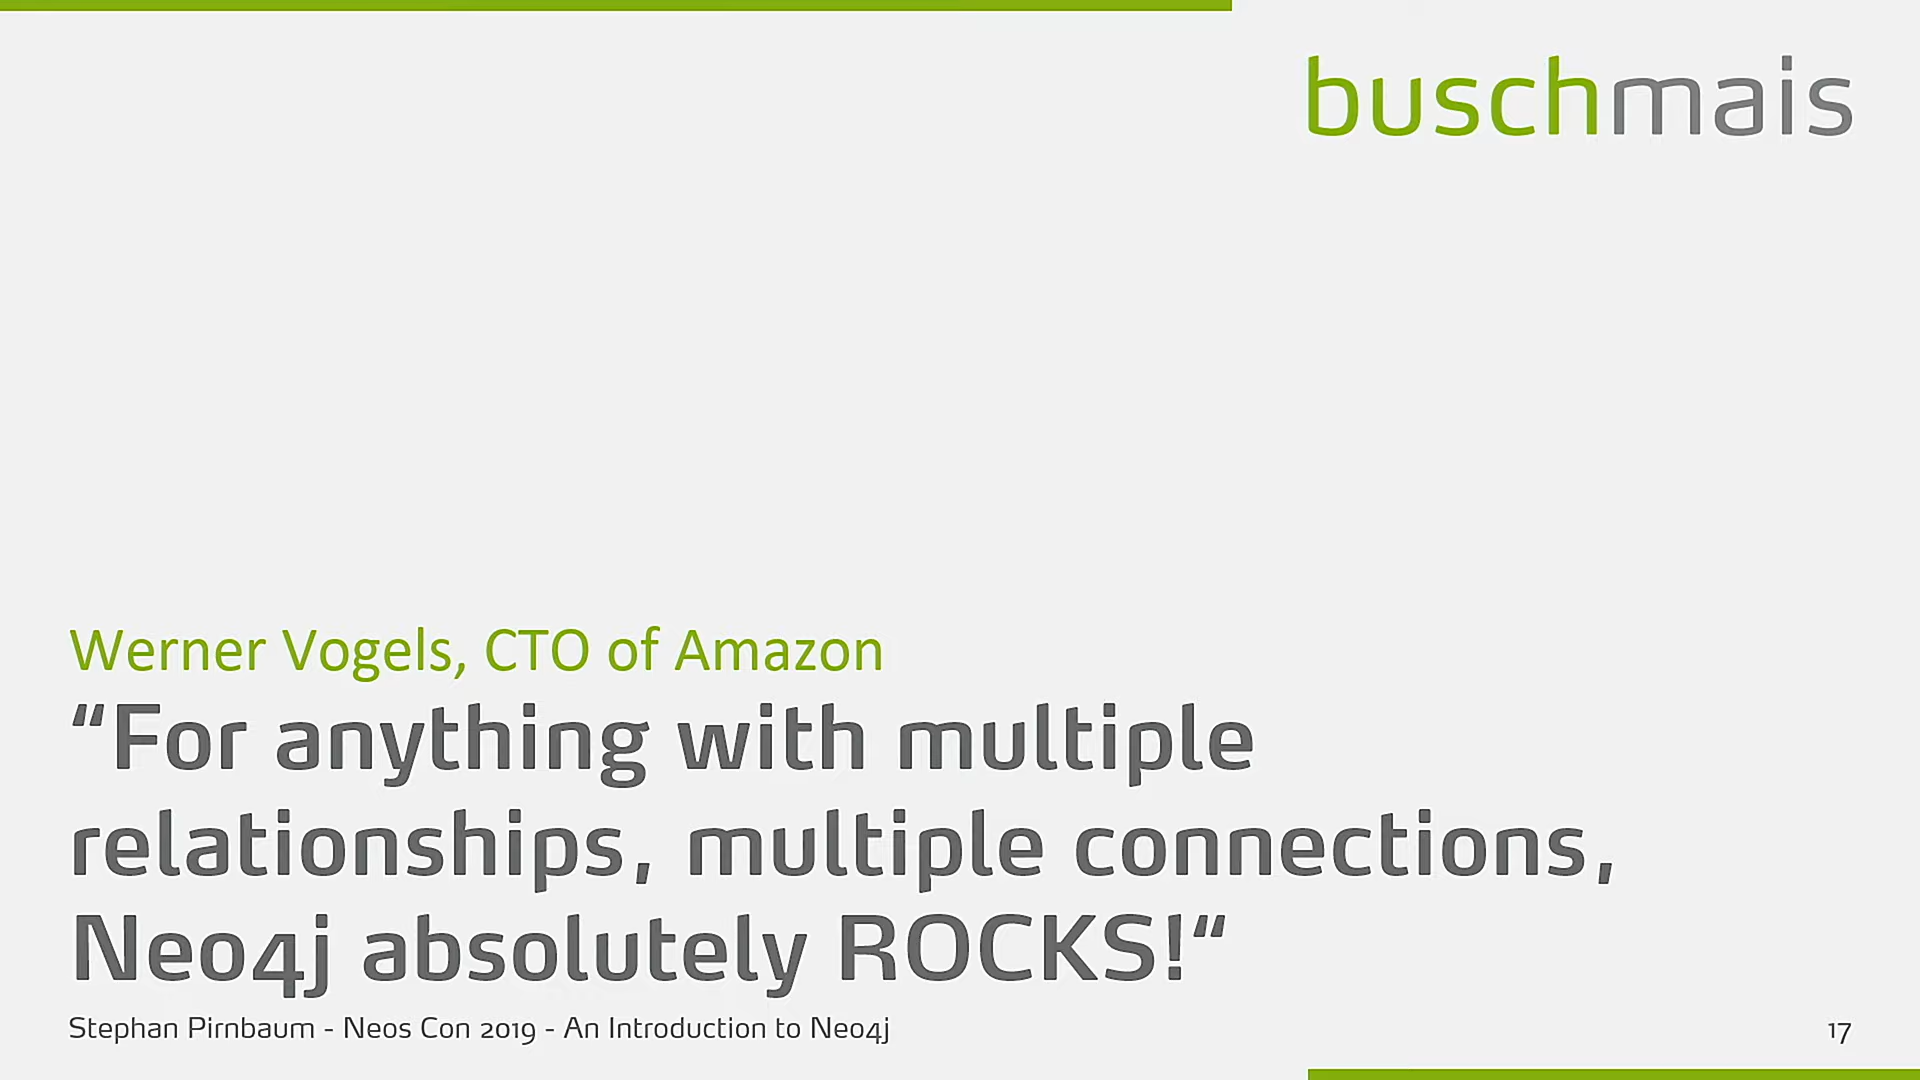 buschmais
Werner Vogels, CTO of Amazon
“For anything with multiple
relationships, multiple connections,
Neo4j absolutely ROCKS!“
Stephan Pirnbaum - Neos Con 2019 - An Introduction to Neo4j
17